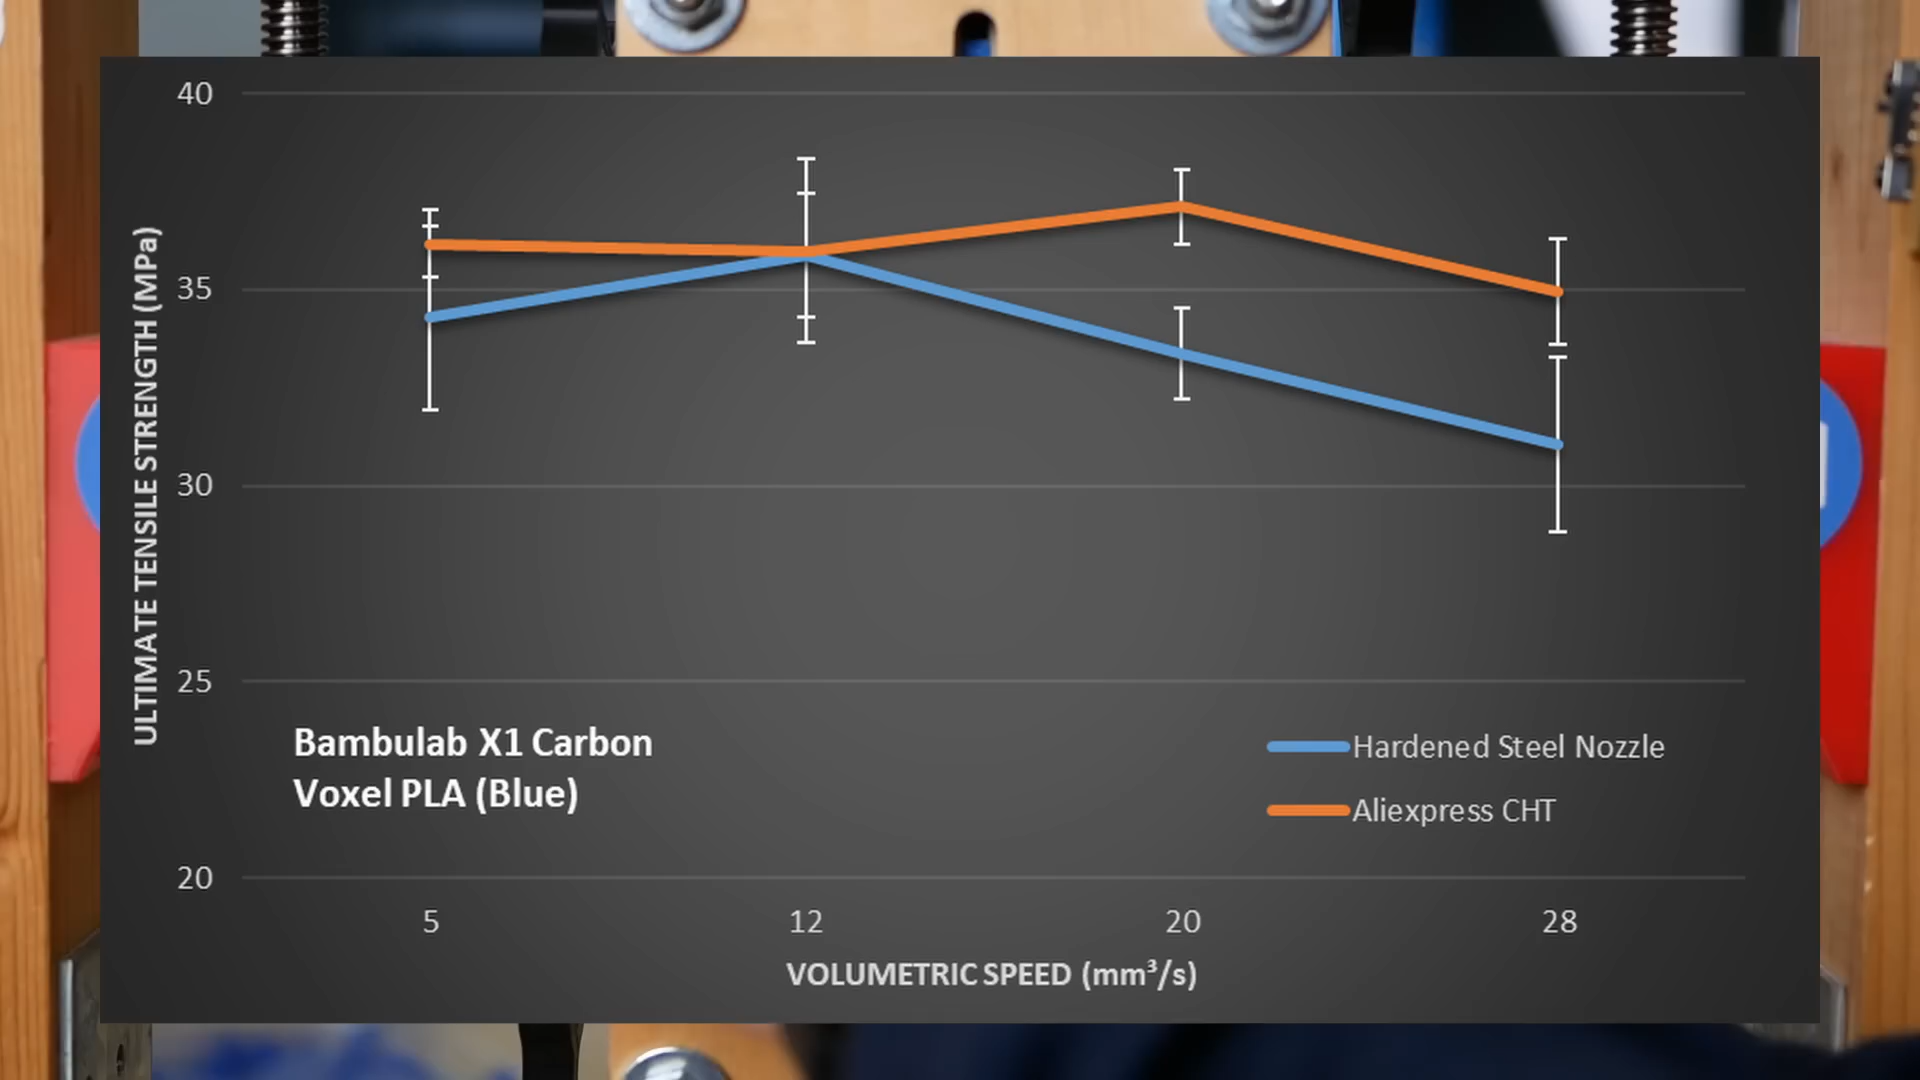 40
35
30
25
20
ULTIMATE TENSILE STRENGTH (MPa)
Bambulab X1 Carbon
Voxel PLA (Blue)
Hardened Steel Nozzle
Aliexpress CHT
5 12 20 28
VOLUMETRIC SPEED (mm³/s)